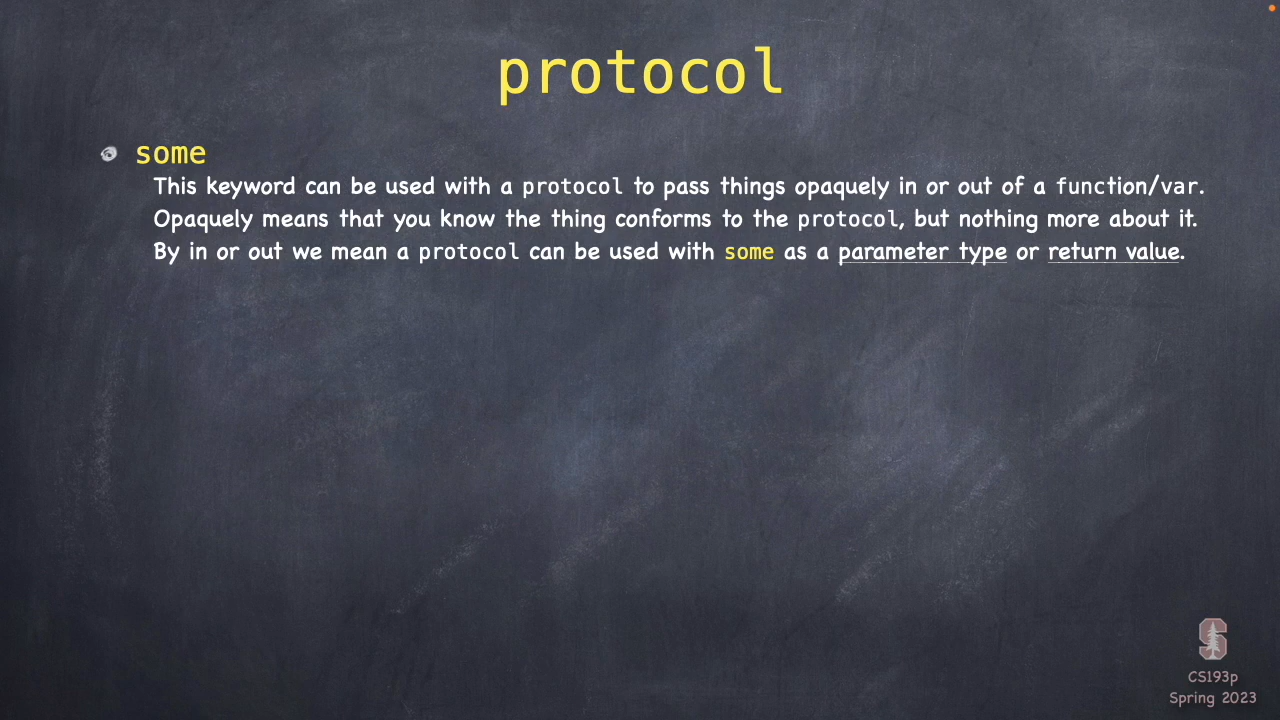 protocol
some
This keyword can be used with a protocol to pass things opaquely in or out of a function/var.
Opaquely means that you know the thing conforms to the protocol, but nothing more about it.
By in or out we mean a protocol can be used with some as a parameter type or return value.
S
CS193p
Spring 2023